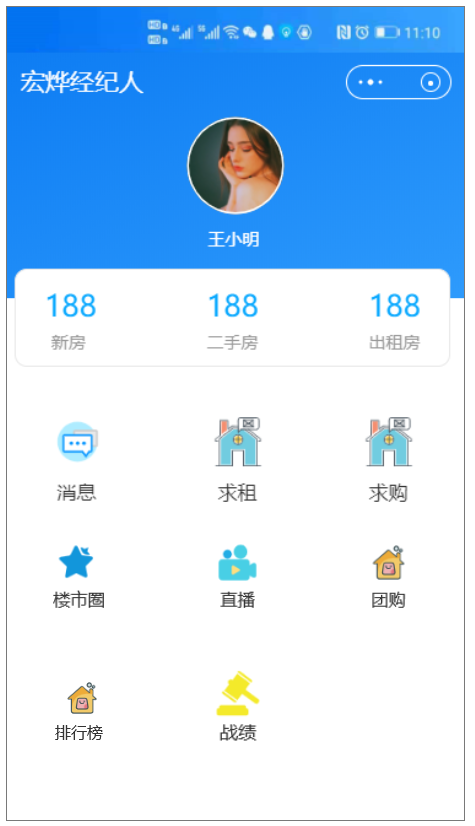 11:10
宏烨经纪人
王小明
188 188 188
新房 二手房 出租房
消息 求租 求购
楼市圈 直播 团购
排行榜 战绩